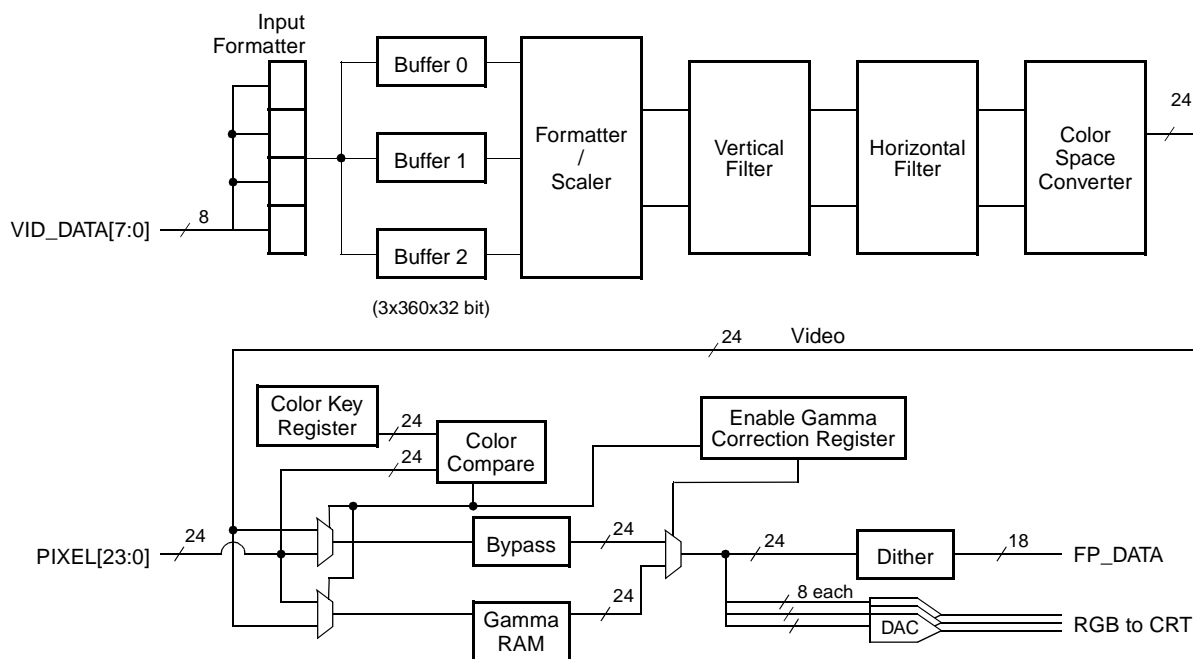 Input
Formatter
Buffer 0
Buffer 1
Buffer 2
(3x360x32 bit)
Formatter
/
Scaler
Vertical
Filter
Horizontal
Filter
Color
Space
Converter
24
VID_DATA[7:0]
8
24
Video
Color Key
Register
24
Color
Compare
24
Enable Gamma
Correction Register
PIXEL[23:0]
24
Bypass
24
24
Dither
18
FP_DATA
Gamma
RAM
24
8 each
DAC
RGB to CRT